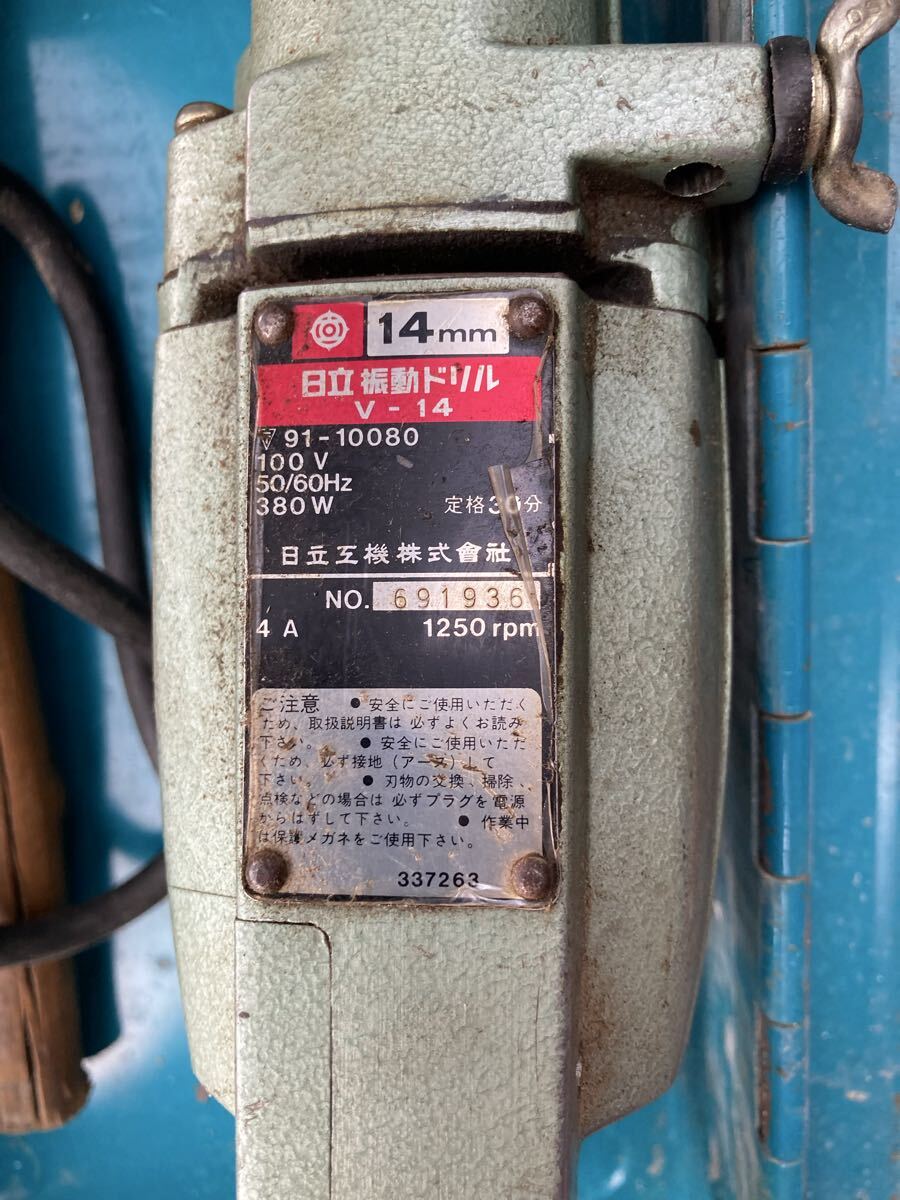 14mm
日立振動ドリル
V-14
▽91-10080
100V
50/60Hz
380W 定格30分
日立工機株式會社
NO. 691936
4A 1250rpm
ご注意 ●安全にご使用いただく
ため、取扱説明書は必ずよくお読み
下さい。 ●安全にご使用いただ
くため、必ず接地（アース）して
下さい。 ●刃物の交換、掃除、
点検などの場合は必ずプラグを電源
からはずして下さい。 ●作業中
は保護メガネをご使用下さい。
337263